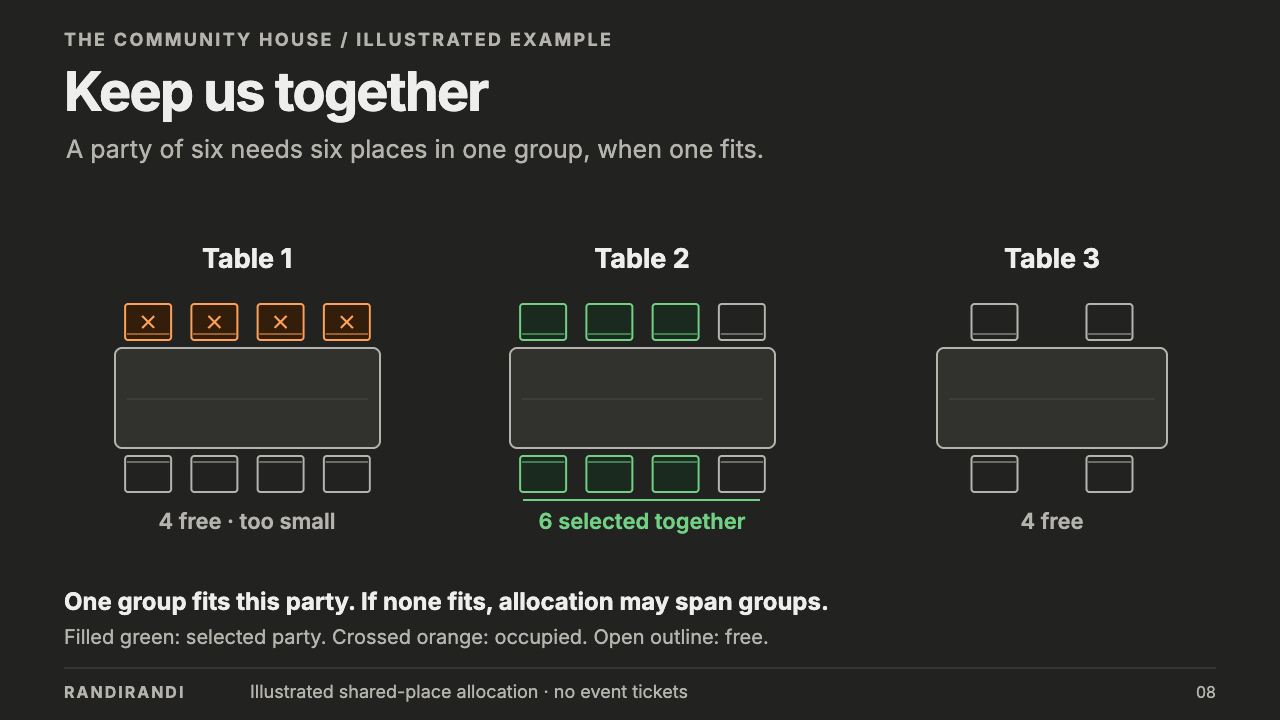 THE COMMUNITY HOUSE / ILLUSTRATED EXAMPLE
Keep us together
A party of six needs six places in one group, when one fits.
Table 1
Table 2
Table 3
4 free · too small
6 selected together
4 free
One group fits this party. If none fits, allocation may span groups.
Filled green: selected party. Crossed orange: occupied. Open outline: free.
RANDIRANDI
Illustrated shared-place allocation · no event tickets
08